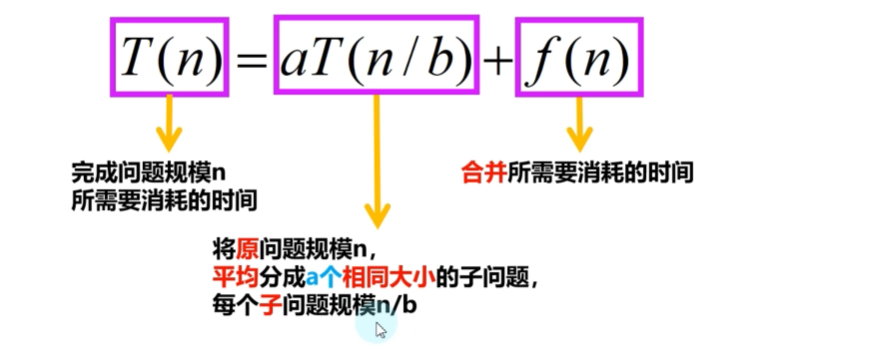 T(n) = aT(n / b) + f(n)
完成问题规模n
所需要消耗的时间
合并所需要消耗的时间
将原问题规模n，
平均分成a个相同大小的子问题，
每个子问题规模n/b